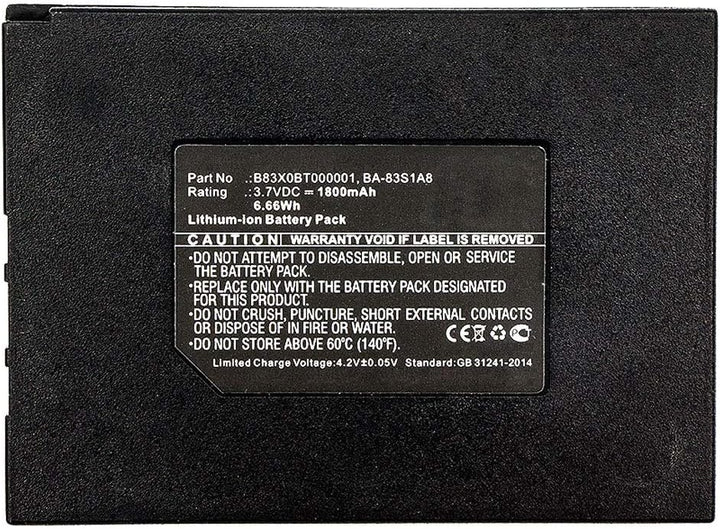 Part No .:B83X0BT000001, BA-83S1A8
Rating .:3.7VDC ⎓ 1800mAh
6.66Wh
Lithium-ion Battery Pack
CAUTION! WARRANTY VOID IF LABEL IS REMOVED
•DO NOT ATTEMPT TO DISASSEMBLE, OPEN OR SERVICE
THE BATTERY PACK.
•REPLACE ONLY WITH THE BATTERY PACK DESIGNATED
FOR THIS PRODUCT.
•DO NOT CRUSH, PUNCTURE, SHORT EXTERNAL CONTACTS
OR DISPOSE OF IN FIRE OR WATER.
•DO NOT STORE ABOVE 60℃ (140℉).
CE
Limited Charge Voltage:4.2V±0.05V Standard:GB 31241-2014